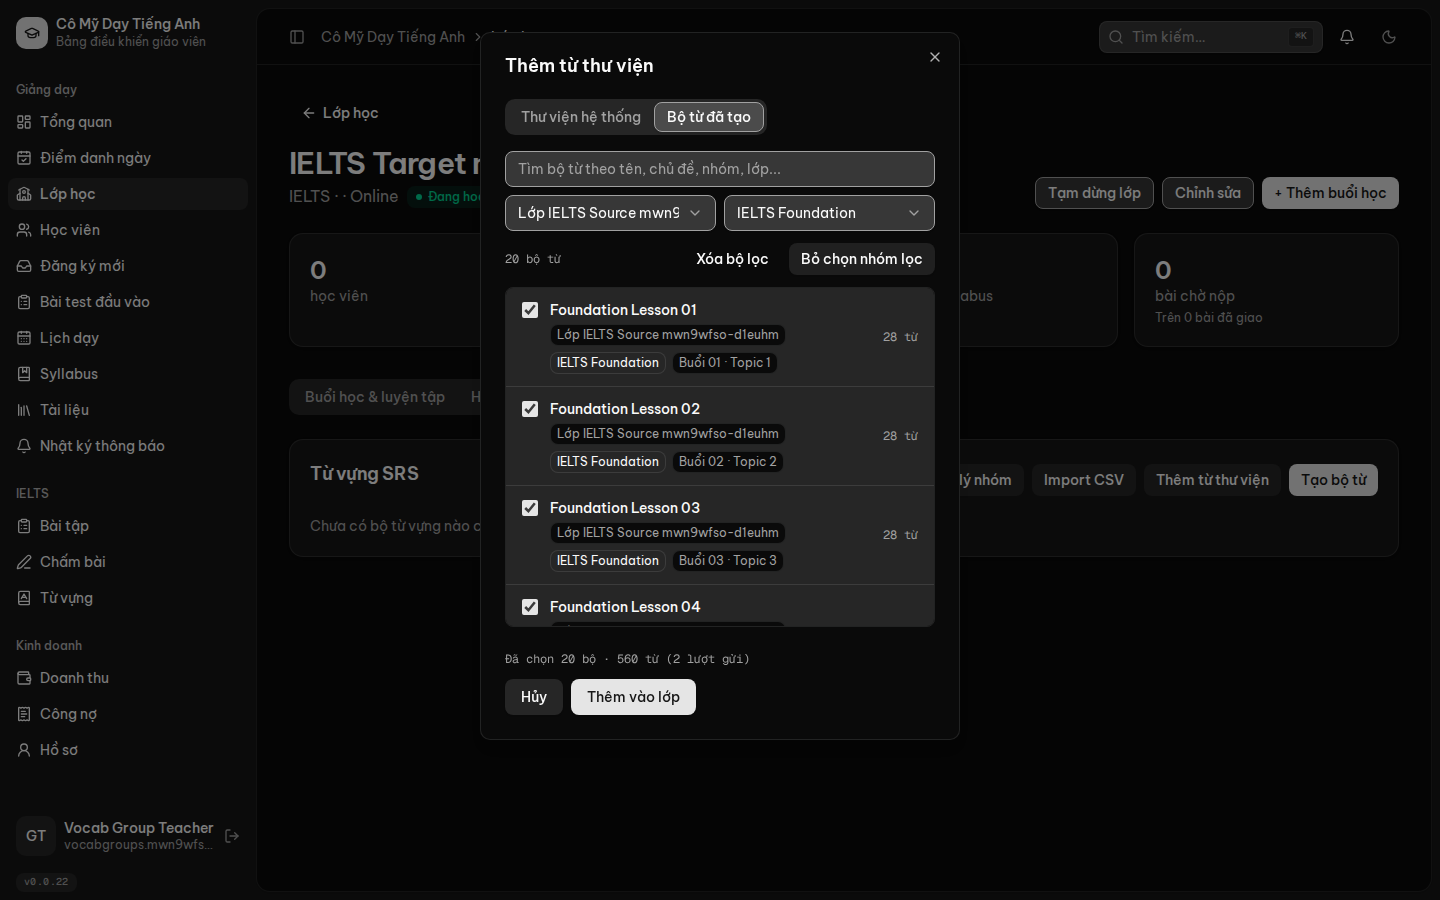 Cô Mỹ Dạy Tiếng Anh
Bảng điều khiển giáo viên
Giảng dạy
Tổng quan
Điểm danh ngày
Lớp học
Học viên
Đăng ký mới
Bài test đầu vào
Lịch dạy
Syllabus
Tài liệu
Nhật ký thông báo
IELTS
Bài tập
Chấm bài
Từ vựng
Kinh doanh
Doanh thu
Công nợ
Hồ sơ
GT
Vocab Group Teacher
vocabgroups.mwn9wfs...
v0.0.22
Cô Mỹ Dạy Tiếng Anh >
Tìm kiếm...
⌘K
Lớp học
IELTS Target
IELTS · · Online
Đang
Tạm dừng lớp
Chỉnh sửa
+ Thêm buổi học
0
học viên
0
bài chờ nộp
Trên 0 bài đã giao
Buổi học & luyện tập
Từ vựng SRS
nhóm
Import CSV
Thêm từ thư viện
Tạo bộ từ
Chưa có bộ từ vựng nào
Thêm từ thư viện
Thư viện hệ thống
Bộ từ đã tạo
Tìm bộ từ theo tên, chủ đề, nhóm, lớp...
Lớp IELTS Source mwn9
IELTS Foundation
20 bộ từ
Xóa bộ lọc
Bỏ chọn nhóm lọc
Foundation Lesson 01
Lớp IELTS Source mwn9wfso-d1euhm
28 từ
IELTS Foundation
Buổi 01 · Topic 1
Foundation Lesson 02
Lớp IELTS Source mwn9wfso-d1euhm
28 từ
IELTS Foundation
Buổi 02 · Topic 2
Foundation Lesson 03
Lớp IELTS Source mwn9wfso-d1euhm
28 từ
IELTS Foundation
Buổi 03 · Topic 3
Foundation Lesson 04
Đã chọn 20 bộ · 560 từ (2 lượt gửi)
Hủy
Thêm vào lớp